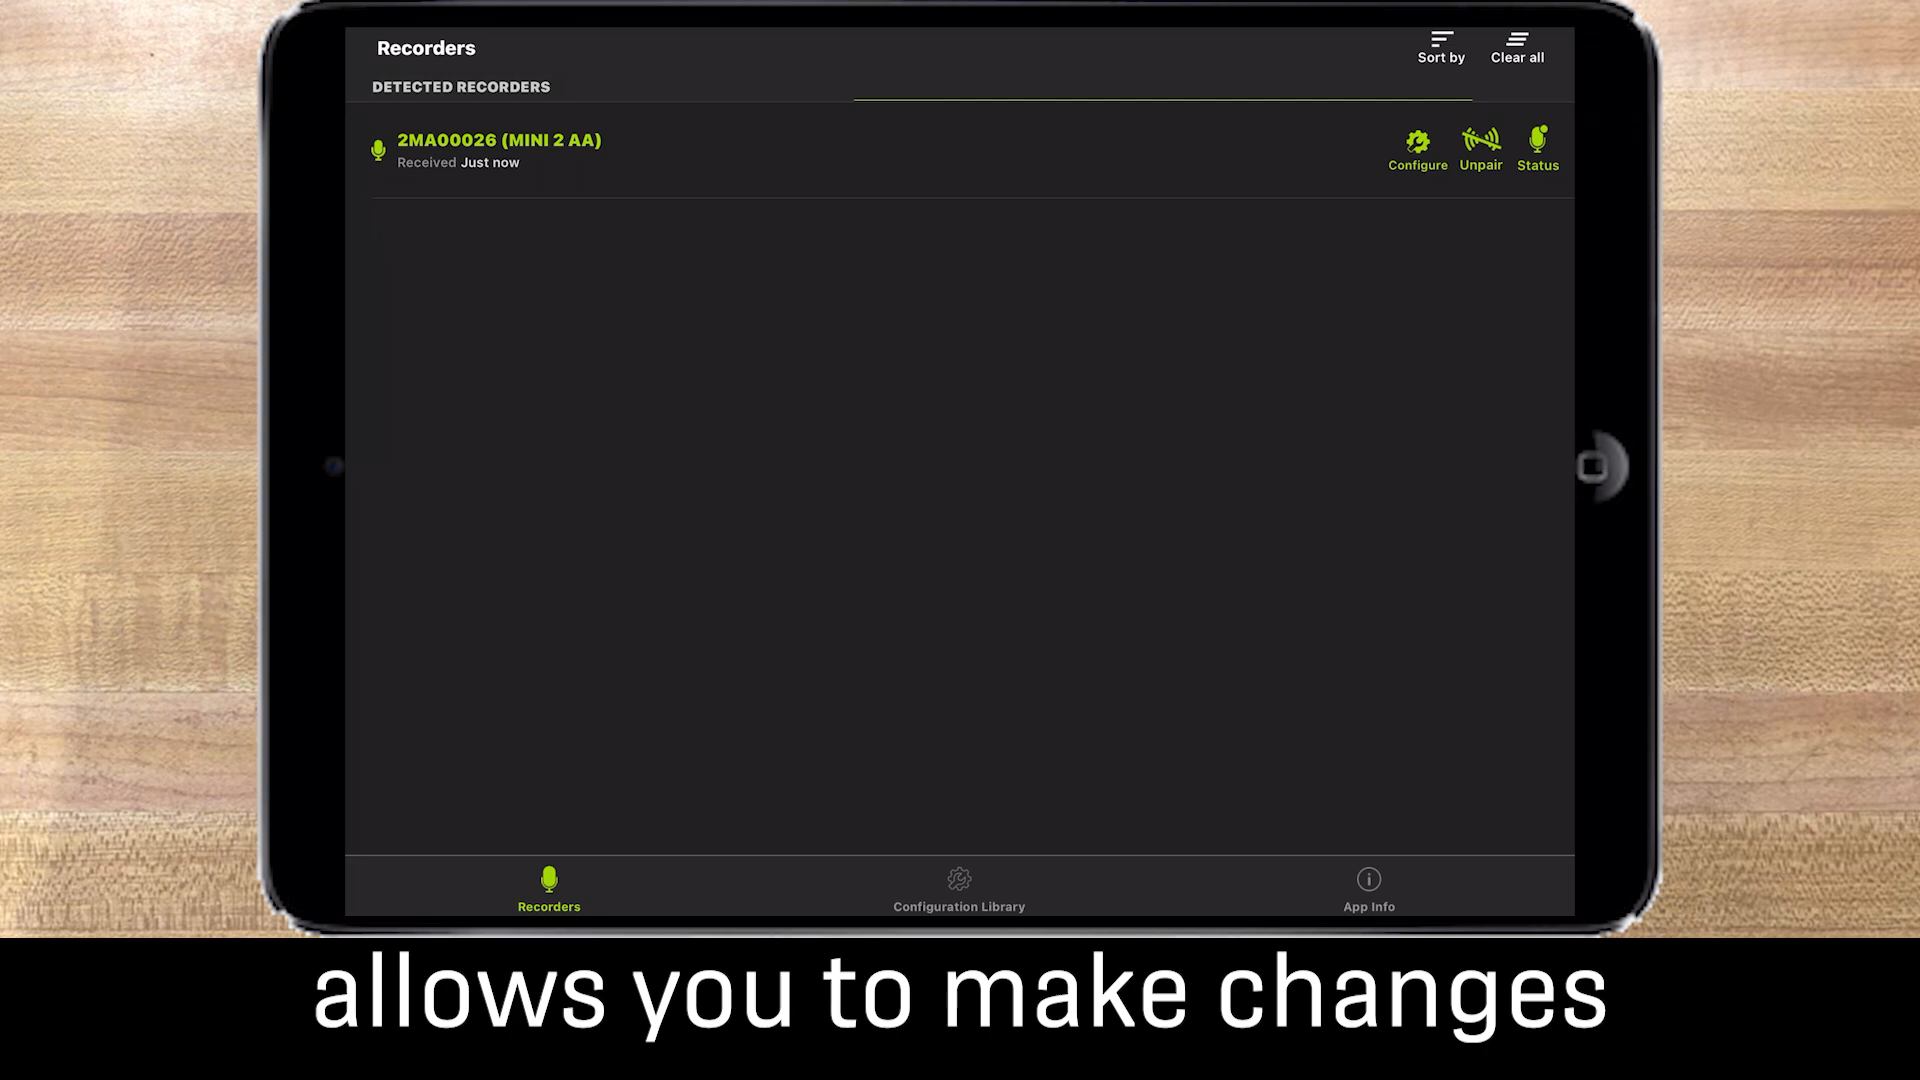 Recorders
Sort by
Clear all
DETECTED RECORDERS
2MA00026 (MINI 2 AA)
Received Just now
Configure
Unpair
Status
Recorders
Configuration Library
App Info
allows you to make changes